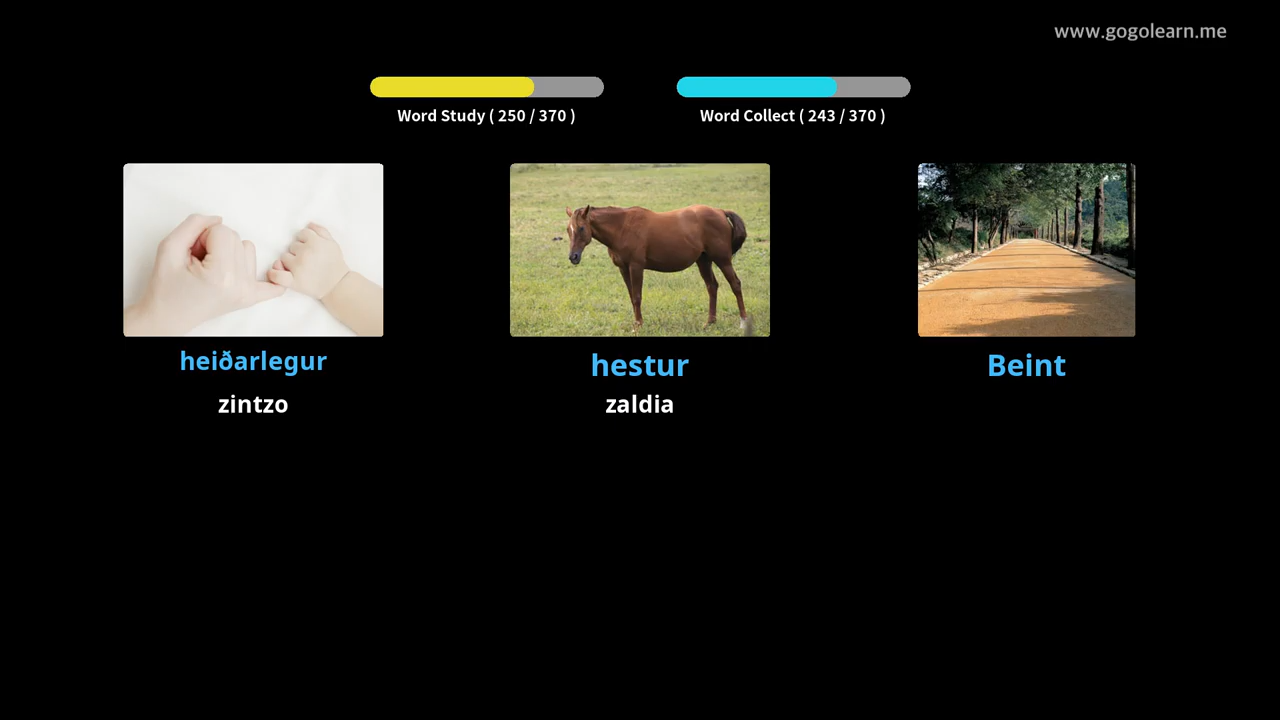 www.gogolearn.me
Word Study ( 250 / 370 )
Word Collect ( 243 / 370 )
heiðarlegur
zintzo
hestur
zaldia
Beint